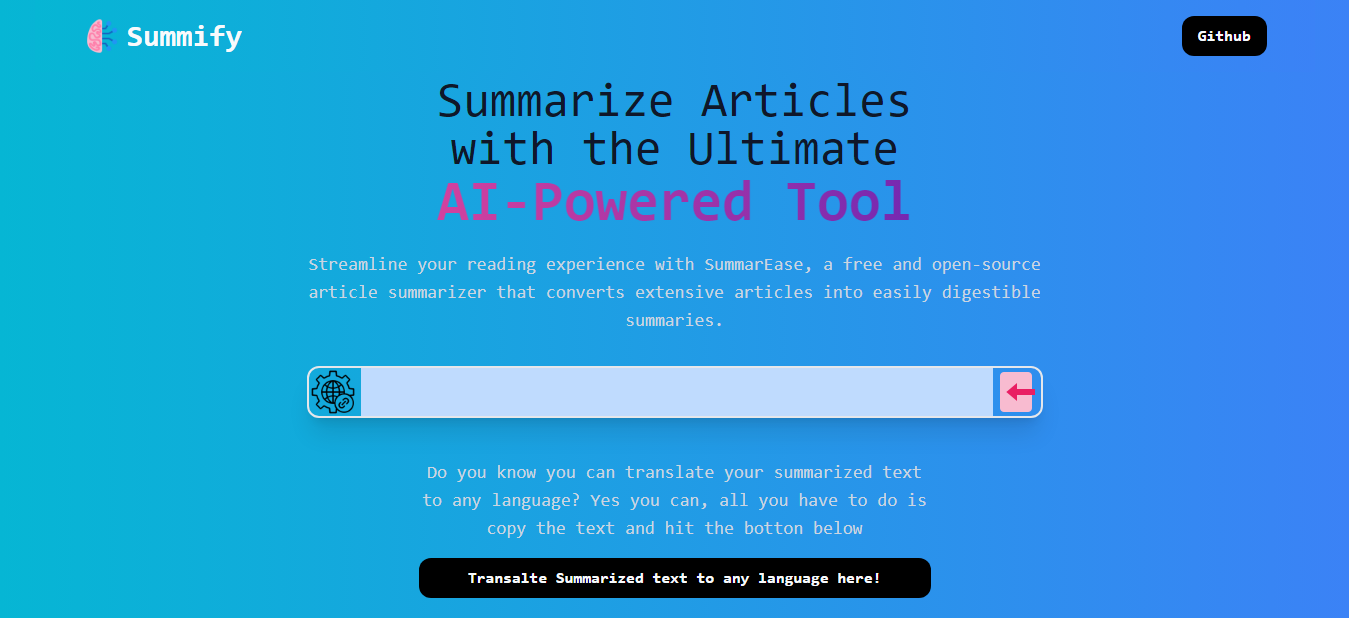 Summify
Github
Summarize Articles
with the Ultimate
AI-Powered Tool
Streamline your reading experience with SummarEase, a free and open-source
article summarizer that converts extensive articles into easily digestible
summaries.
Do you know you can translate your summarized text
to any language? Yes you can, all you have to do is
copy the text and hit the botton below
Transalte Summarized text to any language here!